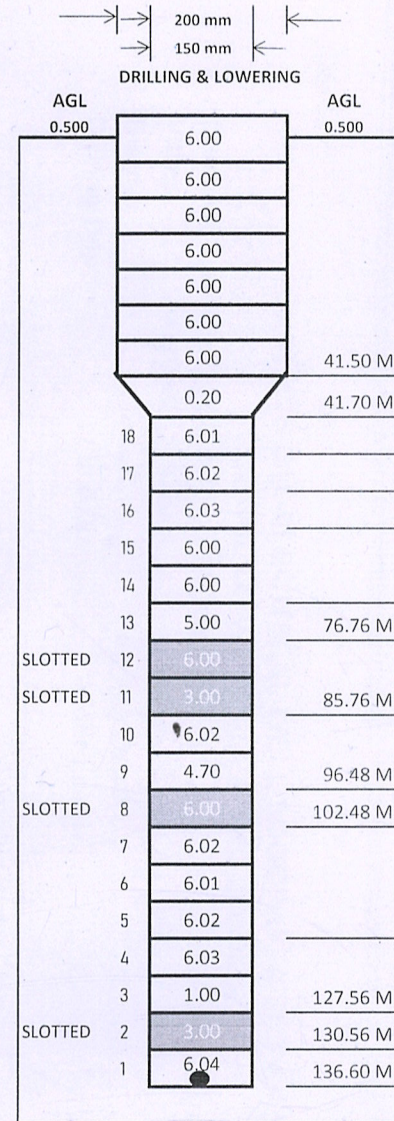 200 mm
150 mm
DRILLING & LOWERING
AGL AGL
0.500 0.500
6.00
6.00
6.00
6.00
6.00
6.00
6.00 41.50 M
0.20 41.70 M
18 6.01
17 6.02
16 6.03
15 6.00
14 6.00
13 5.00 76.76 M
SLOTTED 12 6.00
SLOTTED 11 3.00 85.76 M
10 6.02
9 4.70 96.48 M
SLOTTED 8 6.00 102.48 M
7 6.02
6 6.01
5 6.02
4 6.03
3 1.00 127.56 M
SLOTTED 2 3.00 130.56 M
1 6.04 136.60 M